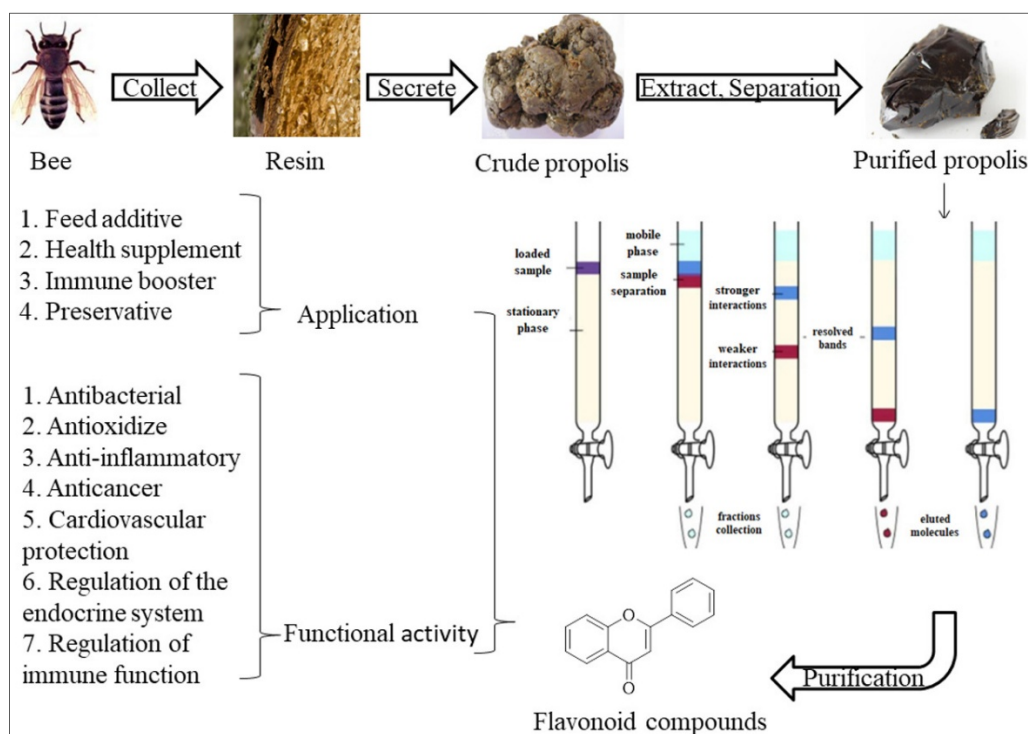 Collect
Secrete
Extract, Separation
Bee
Resin
Crude propolis
Purified propolis
1. Feed additive
2. Health supplement
3. Immune booster
4. Preservative
Application
1. Antibacterial
2. Antioxidize
3. Anti-inflammatory
4. Anticancer
5. Cardiovascular
protection
6. Regulation of the
endocrine system
7. Regulation of
immune function
Functional activity
loaded
sample
stationary
phase
mobile
phase
sample
separation
stronger
interactions
weaker
interactions
resolved
bands
fractions
collection
eluted
molecules
O
O
Purification
Flavonoid compounds